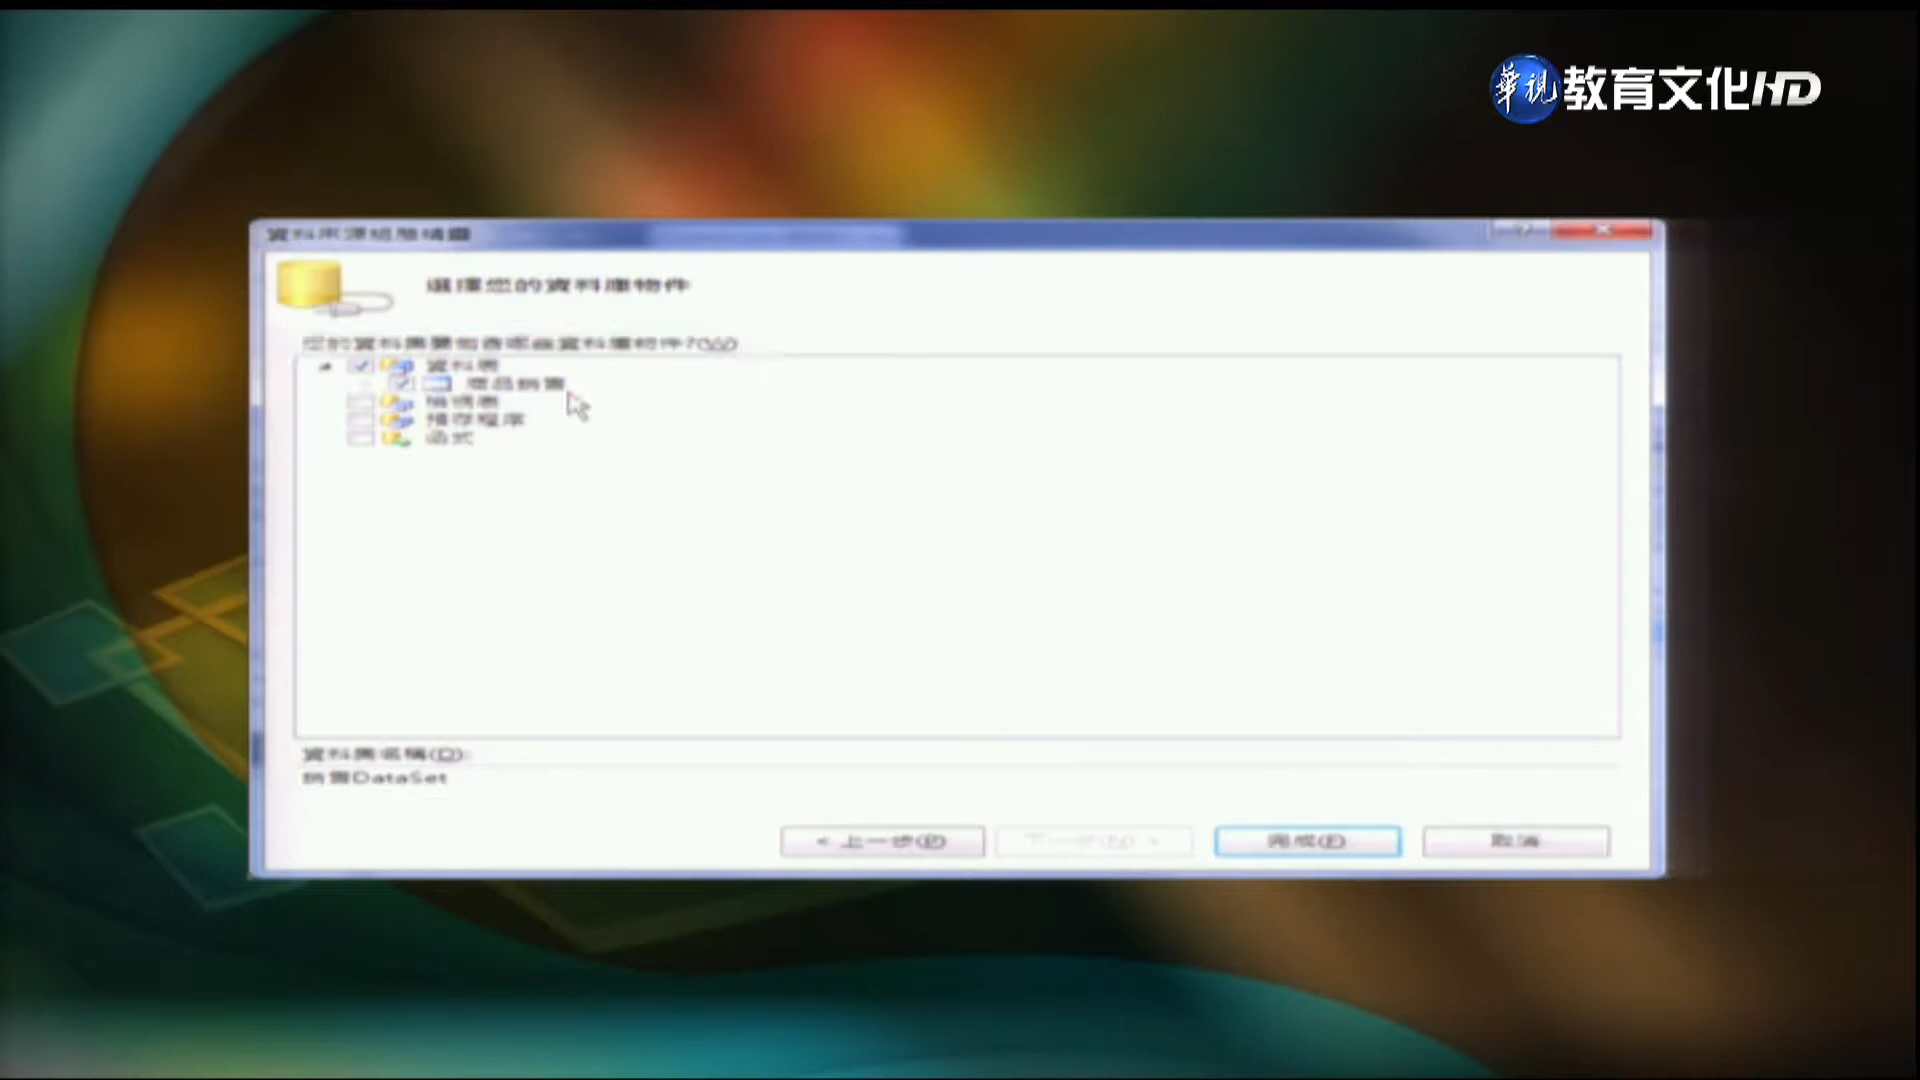 華視 教育文化HD
資料來源組態精靈
選擇您的資料庫物件
您的資料集要包含哪些資料庫物件?(W)
資料表
商品銷售
檢視表
預存程序
函式
資料集名稱(D):
銷售DataSet
< 上一步(P)
下一步(N) >
完成(F)
取消